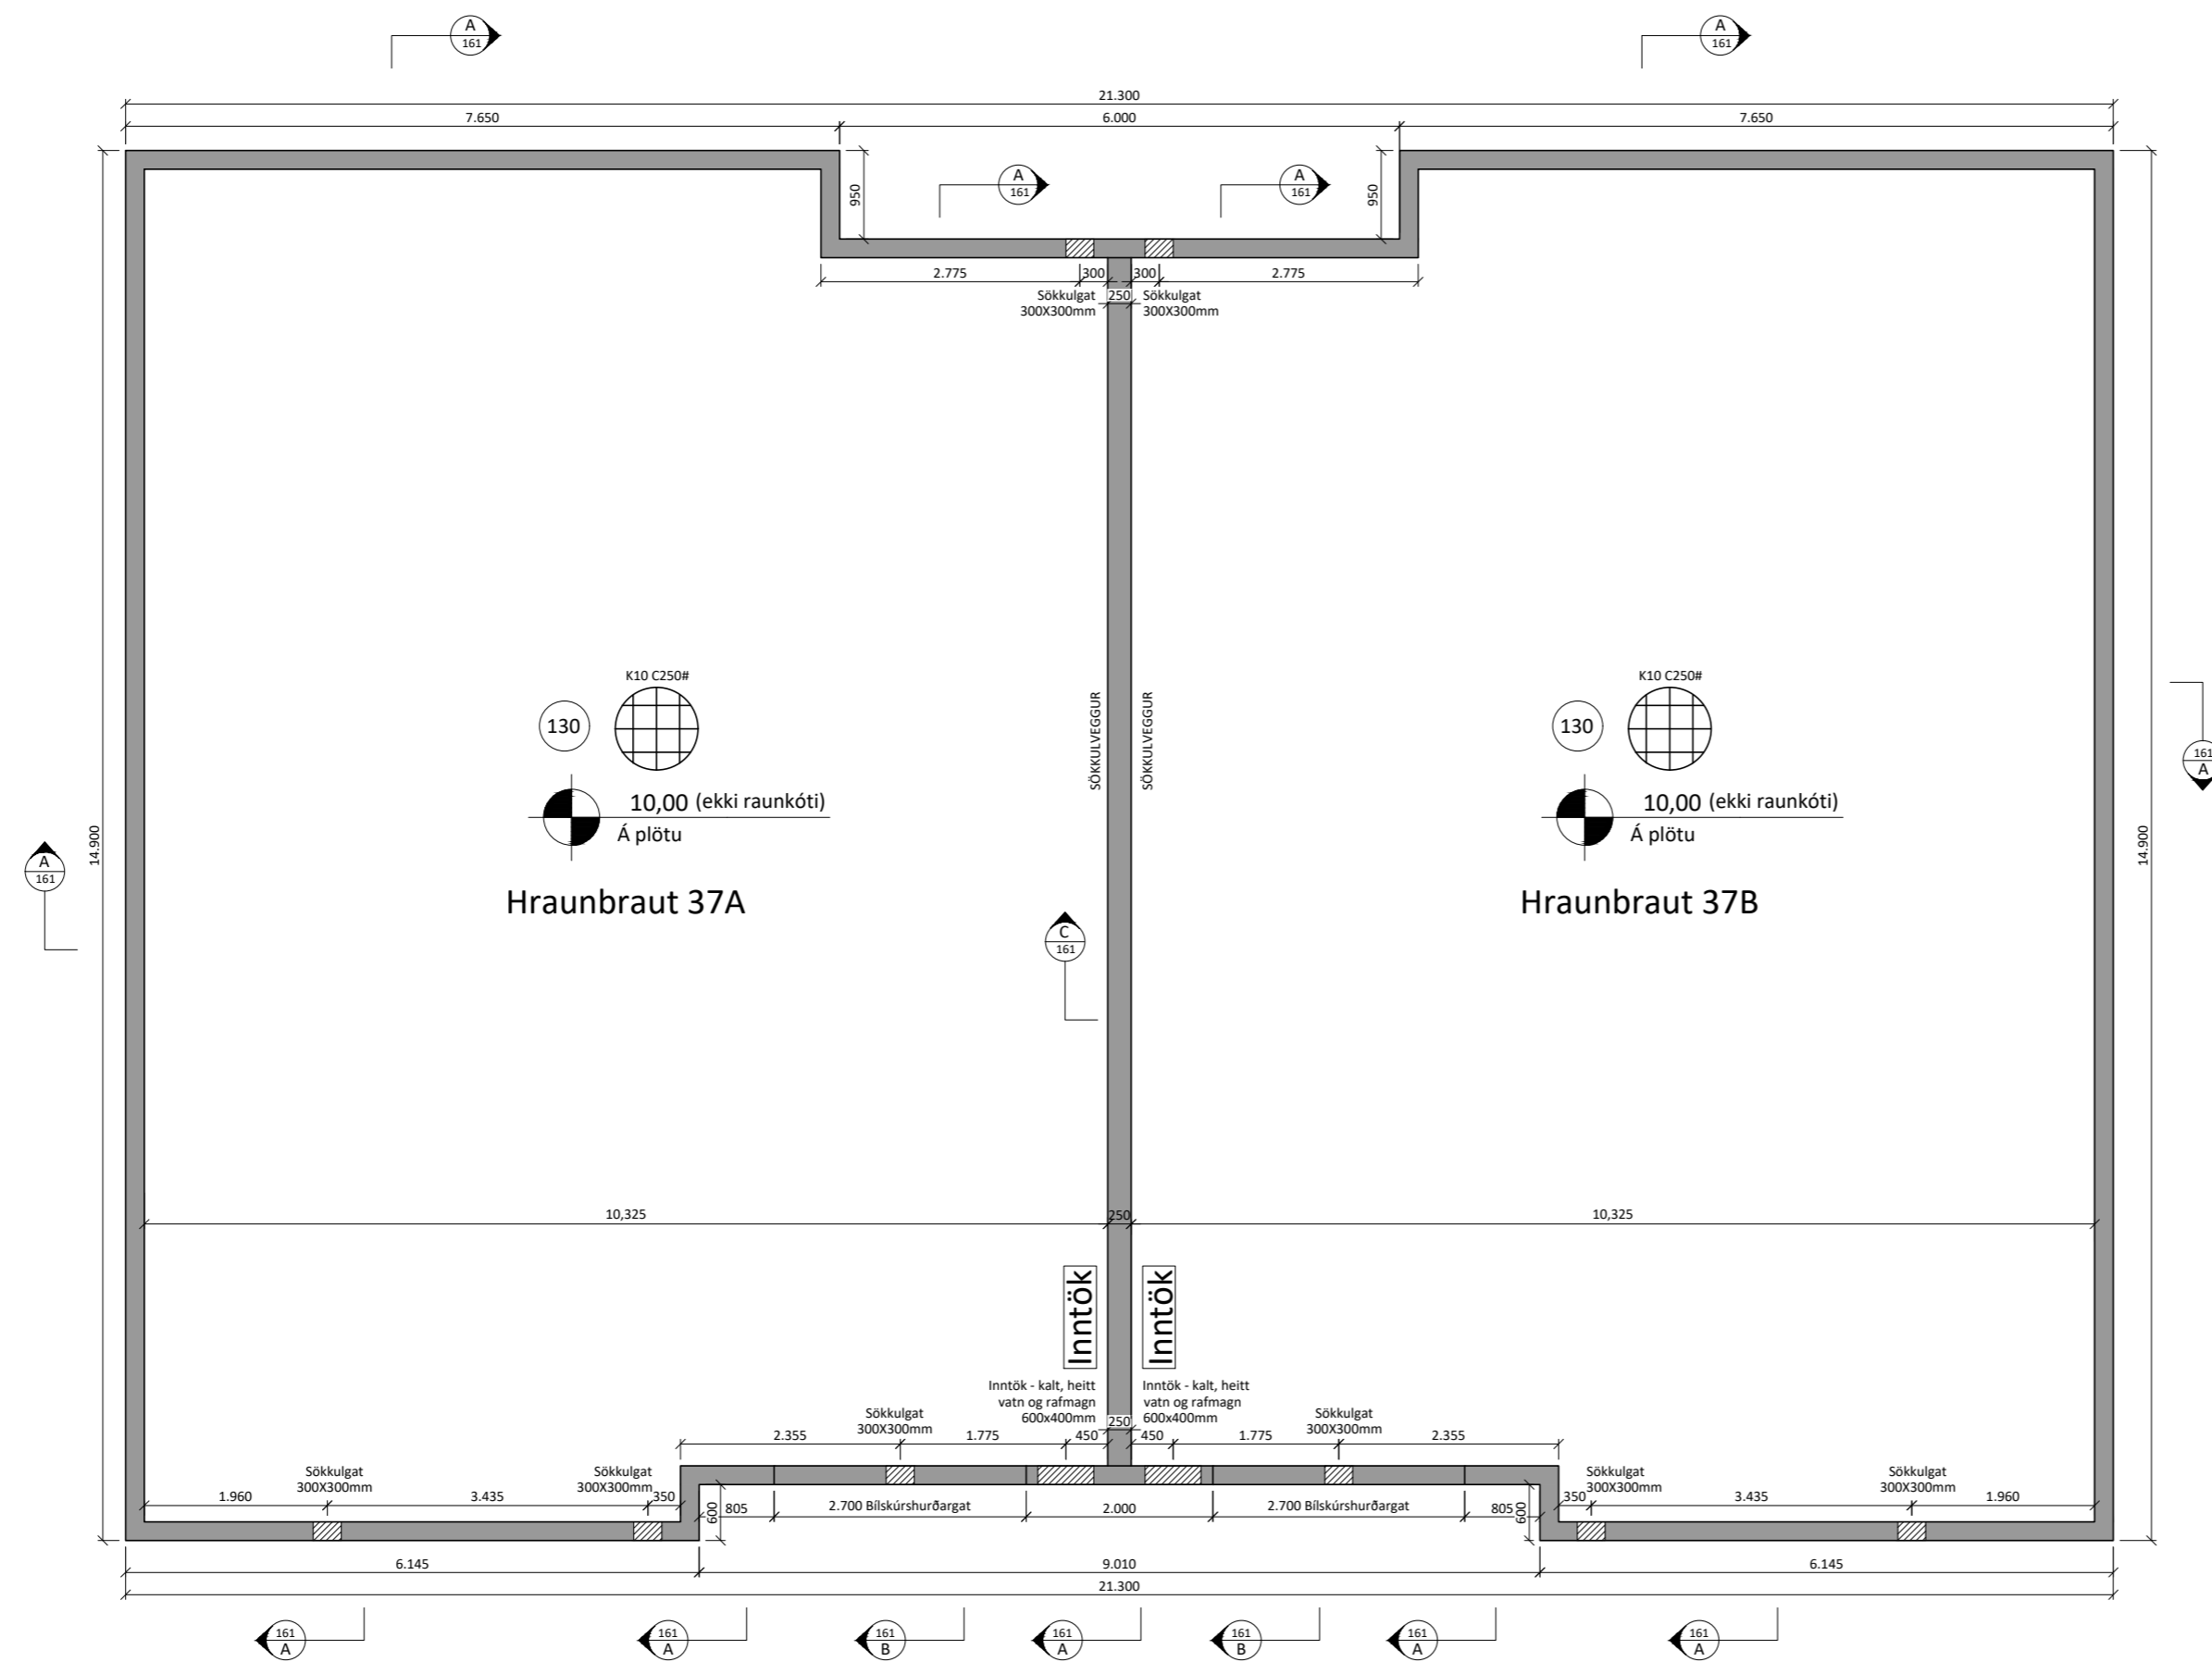 A
161
A
161
21.300
7.650
6.000
7.650
950
A
161
A
161
950
2.775
300
300
2.775
Sökkulgat
300X300mm
250
Sökkulgat
300X300mm
K10 C250#
130
10,00 (ekki raunkóti)
Á plötu
Hraunbraut 37A
SÖKKULVEGGUR
SÖKKULVEGGUR
K10 C250#
130
10,00 (ekki raunkóti)
Á plötu
Hraunbraut 37B
161
A
14.900
A
161
14.900
C
161
10,325
250
10,325
Inntök
Inntök
Inntök - kalt, heitt
vatn og rafmagn
600x400mm
250
Inntök - kalt, heitt
vatn og rafmagn
600x400mm
Sökkulgat
300X300mm
Sökkulgat
300X300mm
2.355
1.775
450
450
1.775
2.355
Sökkulgat
300X300mm
Sökkulgat
300X300mm
Sökkulgat
300X300mm
Sökkulgat
300X300mm
1.960
3.435
350
350
3.435
1.960
600
805
2.700 Bílskúrshurðargat
2.000
2.700 Bílskúrshurðargat
805
600
6.145
9.010
6.145
21.300
161
A
161
A
161
B
161
A
161
B
161
A
161
A